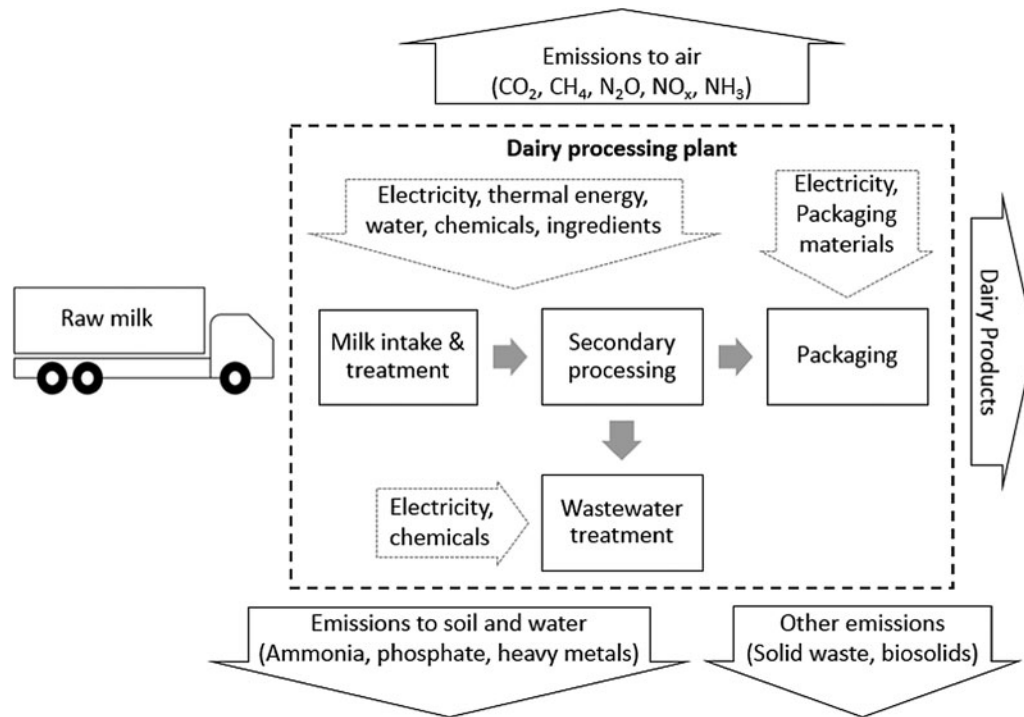 Emissions to air
(CO₂, CH₄, N₂O, NOₓ, NH₃)
Dairy processing plant
Electricity, thermal energy,
water, chemicals, ingredients
Electricity,
Packaging
materials
Raw milk
Milk intake &
treatment
Secondary
processing
Packaging
Dairy Products
Electricity,
chemicals
Wastewater
treatment
Emissions to soil and water
(Ammonia, phosphate, heavy metals)
Other emissions
(Solid waste, biosolids)